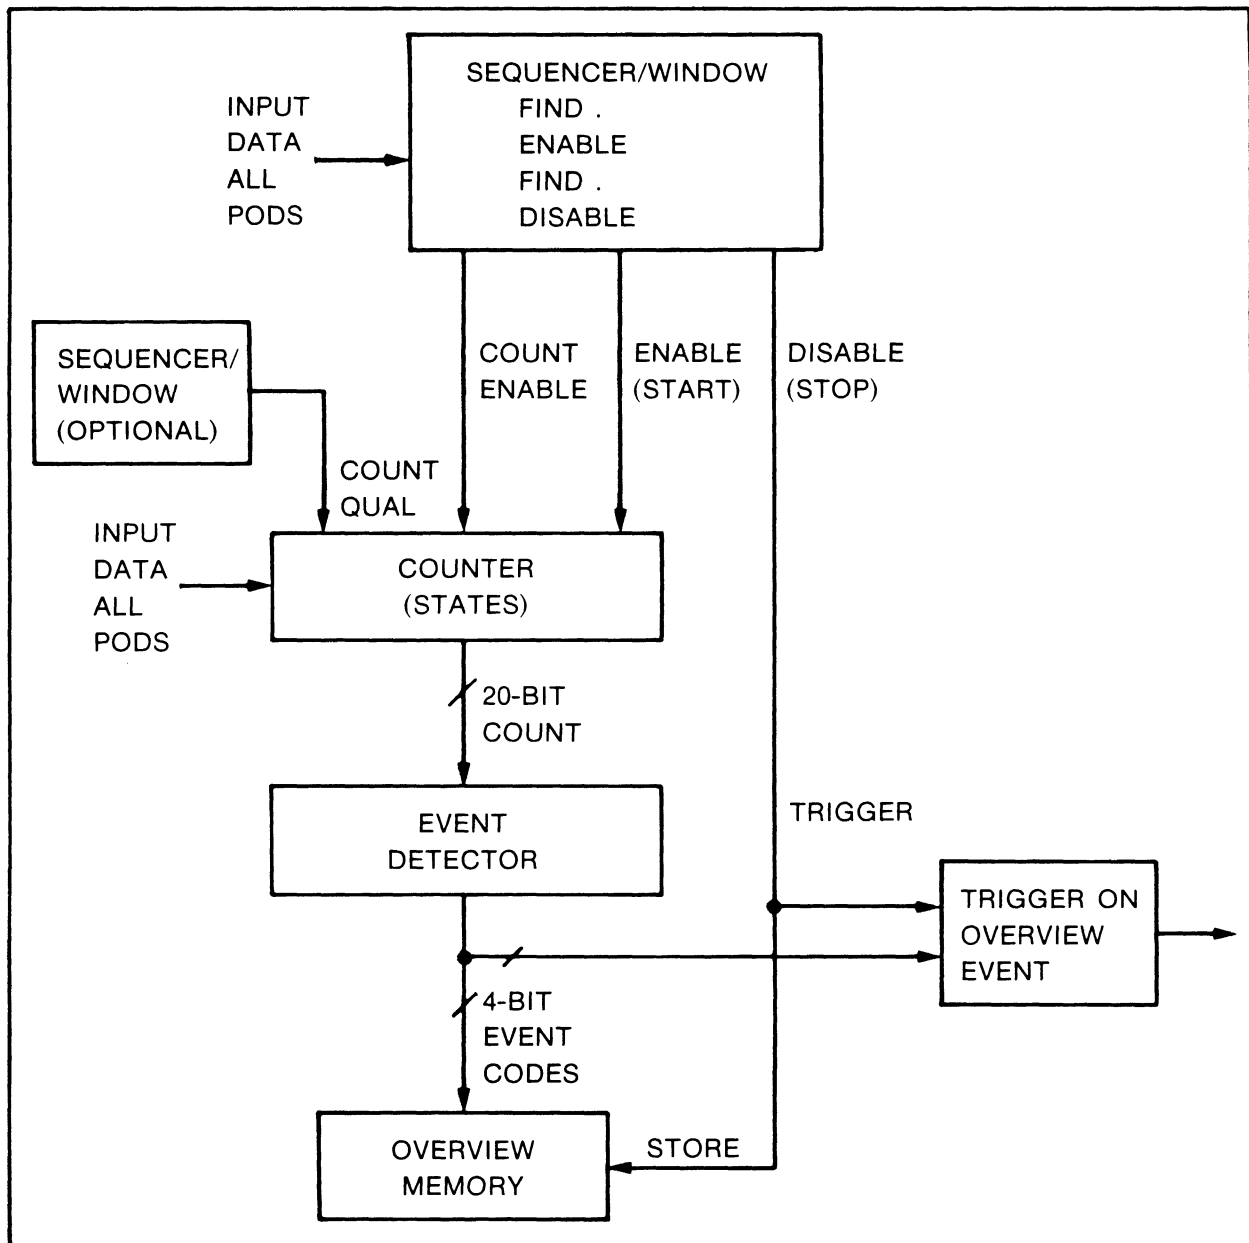 SEQUENCER/WINDOW
FIND .
ENABLE
FIND .
DISABLE
INPUT
DATA
ALL
PODS
SEQUENCER/
WINDOW
(OPTIONAL)
COUNT
ENABLE
ENABLE
(START)
DISABLE
(STOP)
COUNT
QUAL
INPUT
DATA
ALL
PODS
COUNTER
(STATES)
20-BIT
COUNT
EVENT
DETECTOR
TRIGGER
TRIGGER ON
OVERVIEW
EVENT
4-BIT
EVENT
CODES
OVERVIEW
MEMORY
STORE